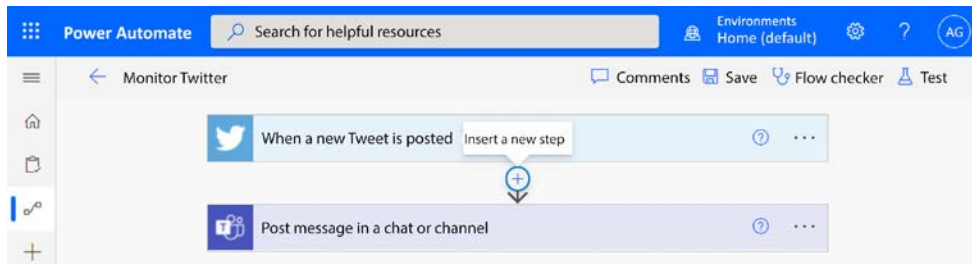 Power Automate
Search for helpful resources
Environments
Home (default)
?
AG
Monitor Twitter
Comments
Save
Flow checker
Test
When a new Tweet is posted
Insert a new step
Post message in a chat or channel